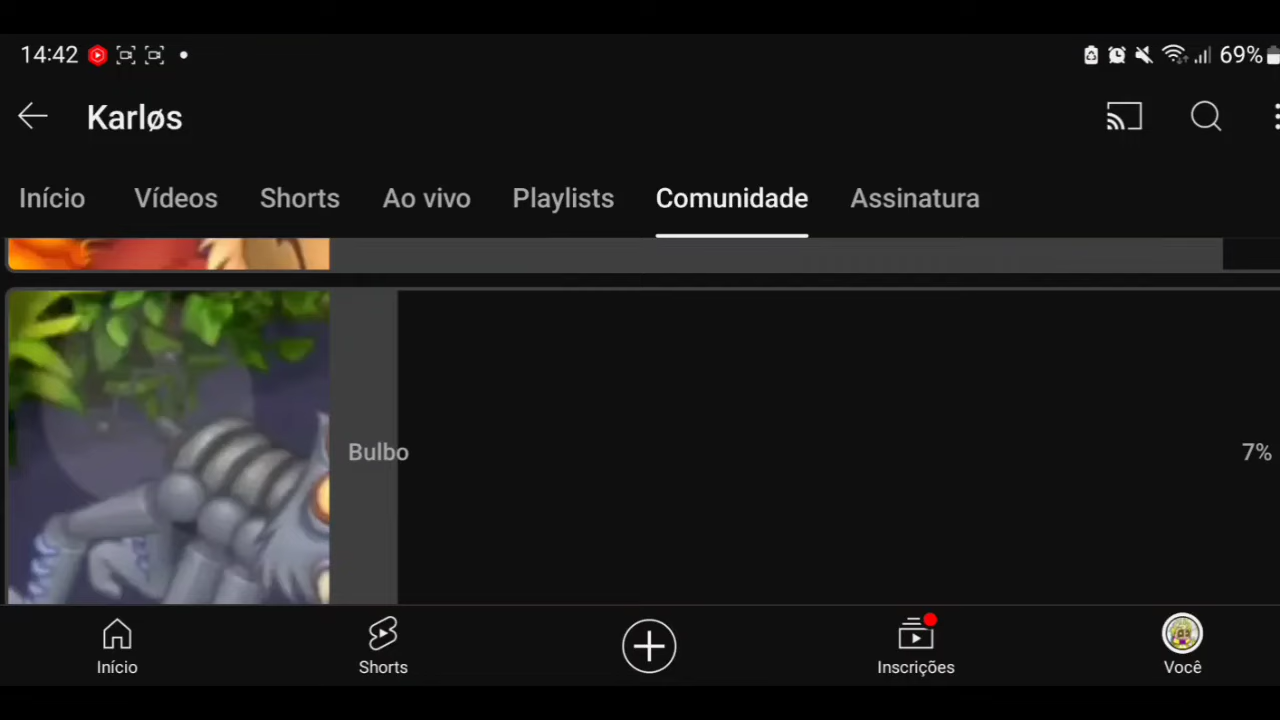 14:42 69%
Karløs
Início Vídeos Shorts Ao vivo Playlists Comunidade Assinatura
Bulbo 7%
Início Shorts Inscrições Você